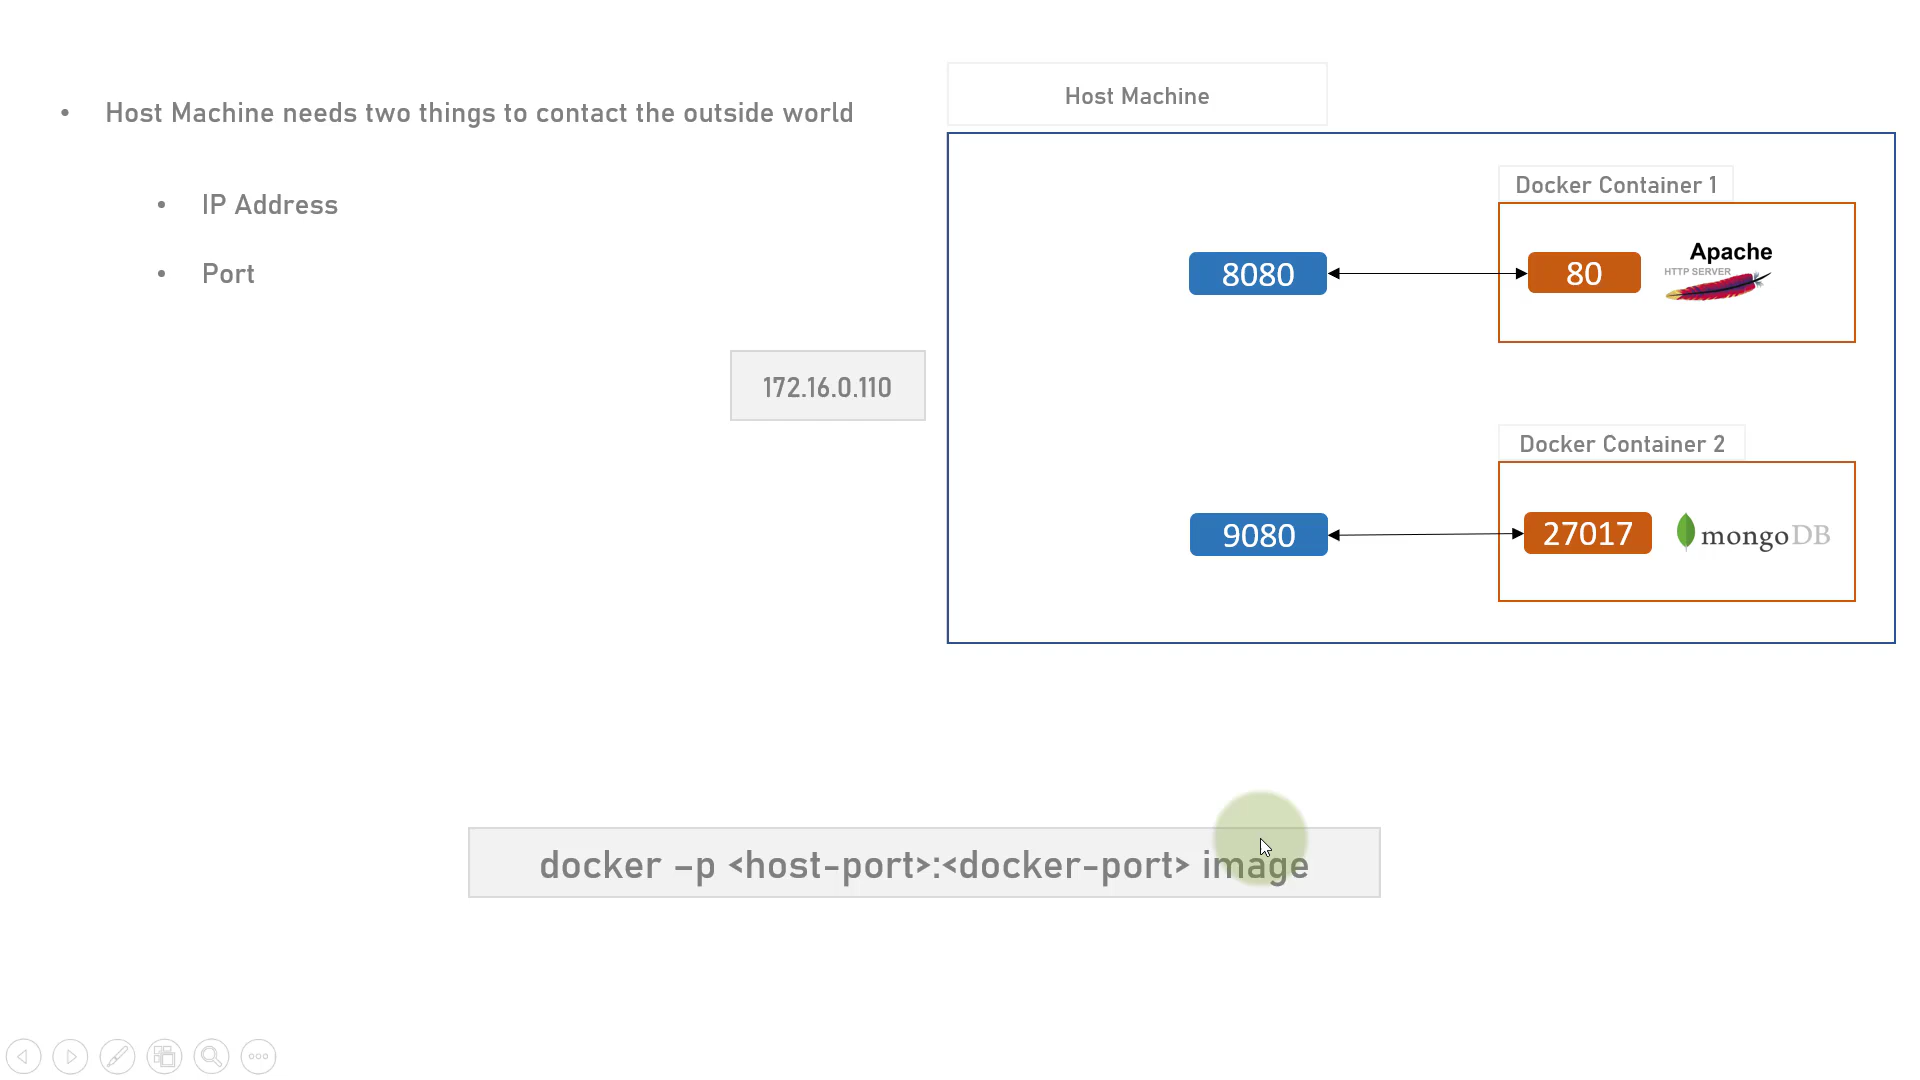 • Host Machine needs two things to contact the outside world
• IP Address
• Port
172.16.0.110
Host Machine
Docker Container 1
8080
80
Apache
HTTP SERVER
Docker Container 2
9080
27017
mongoDB
docker –p <host-port>:<docker-port> image